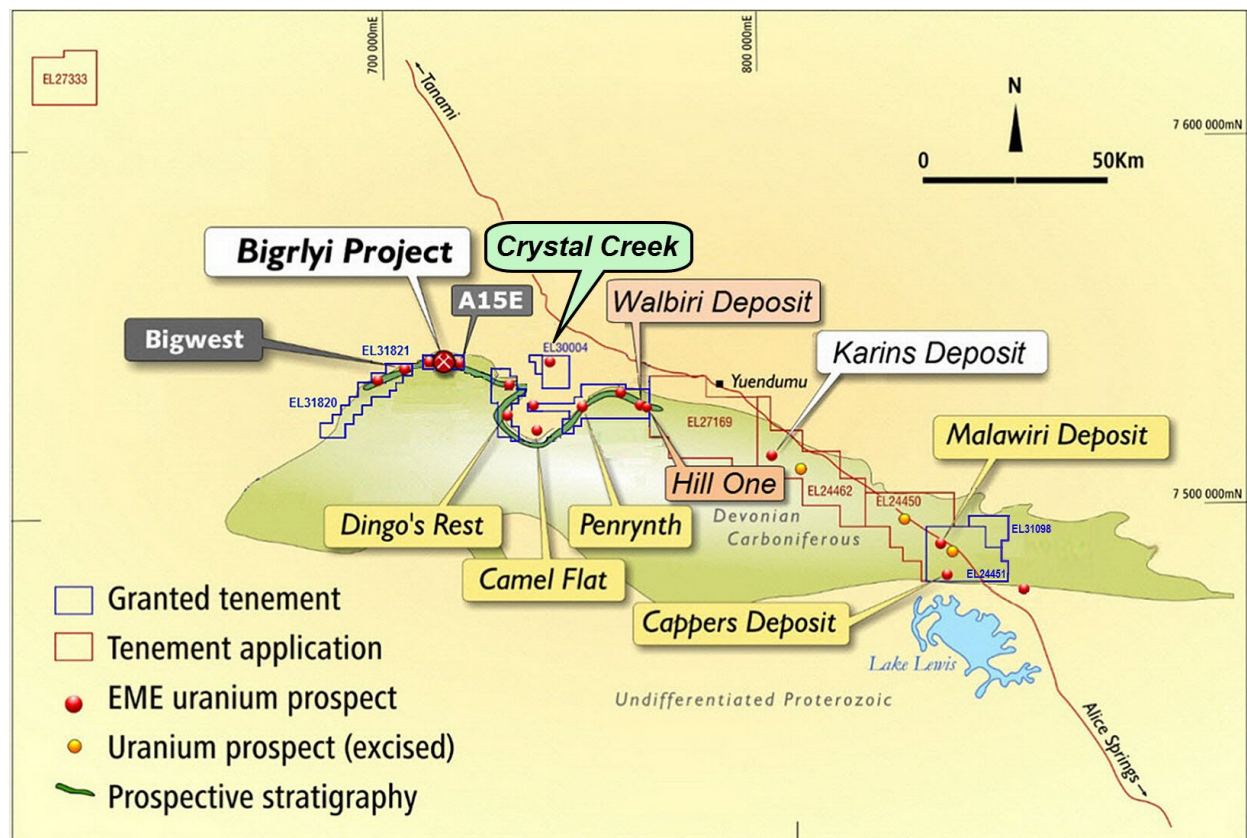 700 000mE
800 000mE
EL27333
Tanami
N
7 600 000mN
0
50Km
Bigrlyi Project
Crystal Creek
A15E
Walbiri Deposit
Bigwest
EL31821
EL30004
Karins Deposit
Yuendumu
EL31820
EL27169
Malawiri Deposit
Hill One
EL24462
EL24450
7 500 000mN
Dingo's Rest
Penrynth
Devonian
Carboniferous
EL31098
Camel Flat
EL24451
Granted tenement
Cappers Deposit
Tenement application
Lake Lewis
EME uranium prospect
Undifferentiated Proterozoic
Uranium prospect (excised)
Alice Springs
Prospective stratigraphy